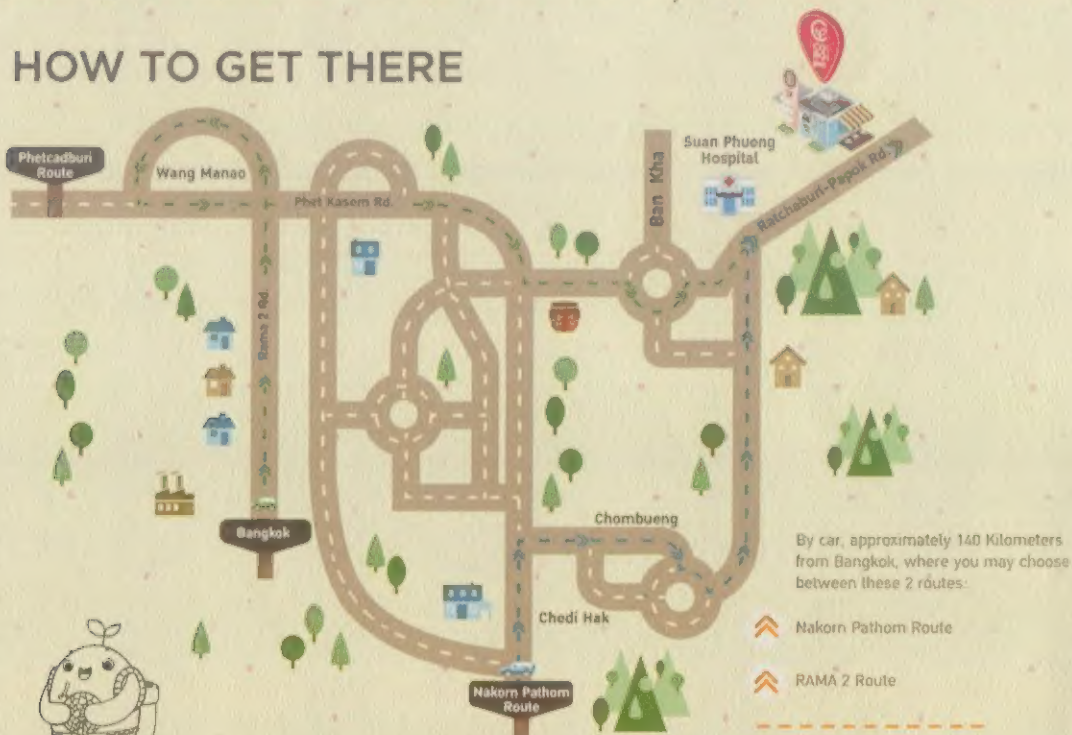 HOW TO GET THERE
Phetcadburi
Route
Wang Manao
Phet Kasem Rd.
Rama 2 Rd.
Bangkok
Ban Kha
Suan Phueng
Hospital
Ratchaburi-Papok Rd.
Chombueng
Chedi Hak
Nakorn Pathom
Route
By car, approximately 140 Kilometers
from Bangkok, where you may choose
between these 2 routes:
Nakorn Pathom Route
RAMA 2 Route